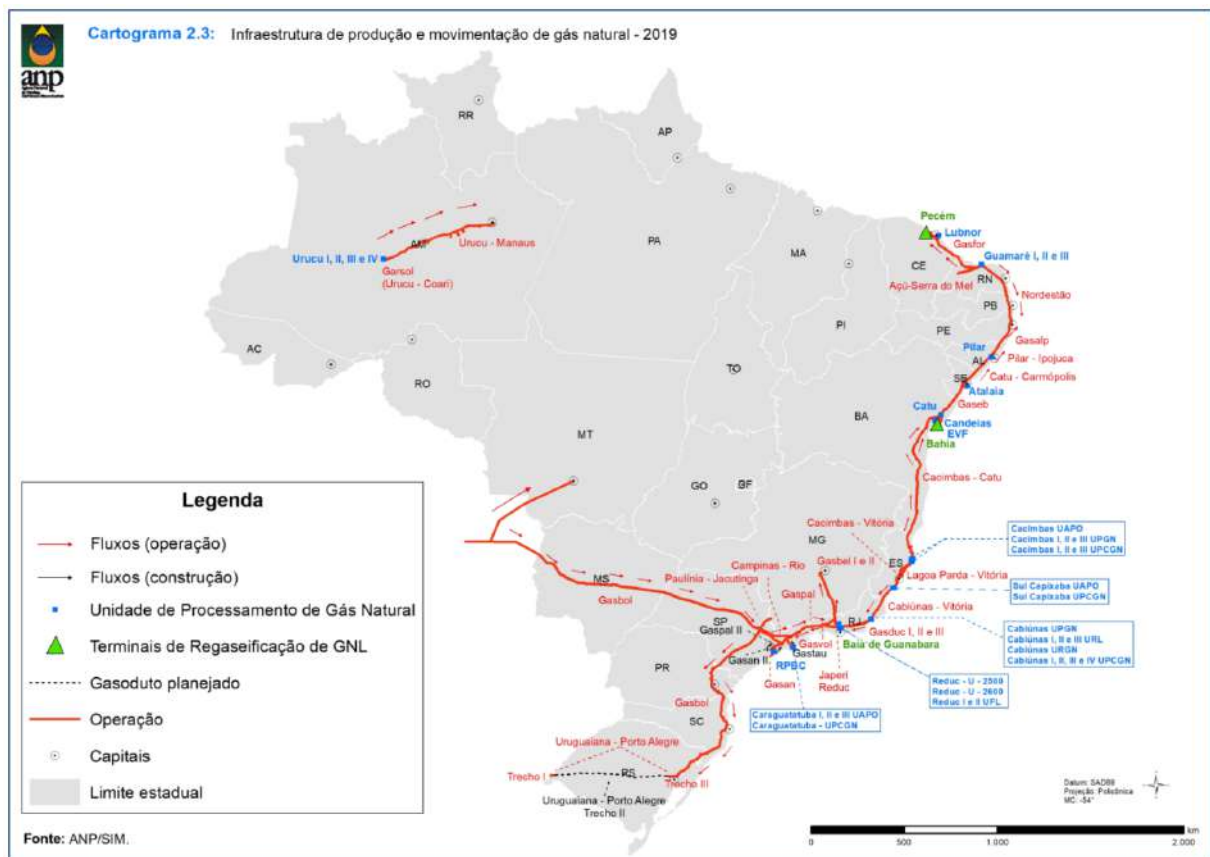 anp
Cartograma 2.3: Infraestrutura de produção e movimentação de gás natural - 2019
RR
AP
AM
Urucu - Manaus
Urucu I, II, III e IV
Garsol
(Urucu - Coari)
PA
MA
Pecém
Lubnor
Gasfor
Guamaré I, II e III
CE
RN
Açú-Serra do Mel
Nordestão
PB
PI
PE
Gasalp
Pilar
AL
Pilar - Ipojuca
AC
RO
TO
SE
Catu - Carmópolis
Atalaia
Gaseb
BA
Catu
Candeias
EVF
Bahia
MT
GO
DF
Cacimbas - Catu
Cacimbas - Vitória
MG
Cacimbas UAPO
Cacimbas I, II e III UPGN
Cacimbas I, II e III UPCGN
Campinas - Rio
Gasbel I e II
ES
Lagoa Parda - Vitória
MS
Gasbol
Paulínia - Jacutinga
Gaspal
Sul Capixaba UAPO
Sul Capixaba UPCGN
Cabiúnas - Vitória
SP
Gaspal II
RJ
Gasduc I, II e III
Cabiúnas UPGN
Cabiúnas I, II e III URL
Cabiúnas URGN
Cabiúnas I, II, III e IV UPCGN
Gasvol
Baía de Guanabara
PR
Gasan II
Gastau
RPBC
Gasan
Japeri
Reduc
Reduc - U - 2500
Reduc - U - 2600
Reduc I e II UFL
Gasbol
Caraguatatuba I, II e III UAPO
Caraguatatuba - UPCGN
SC
Uruguaiana - Porto Alegre
Trecho I
RS
Trecho III
Uruguaiana - Porto Alegre
Trecho II
Legenda
Fluxos (operação)
Fluxos (construção)
Unidade de Processamento de Gás Natural
Terminais de Regaseificação de GNL
Gasoduto planejado
Operação
Capitais
Limite estadual
Fonte: ANP/SIM.
Datum: SAD69
Projeção: Policônica
MC: -54°
km
0 500 1.000 2.000